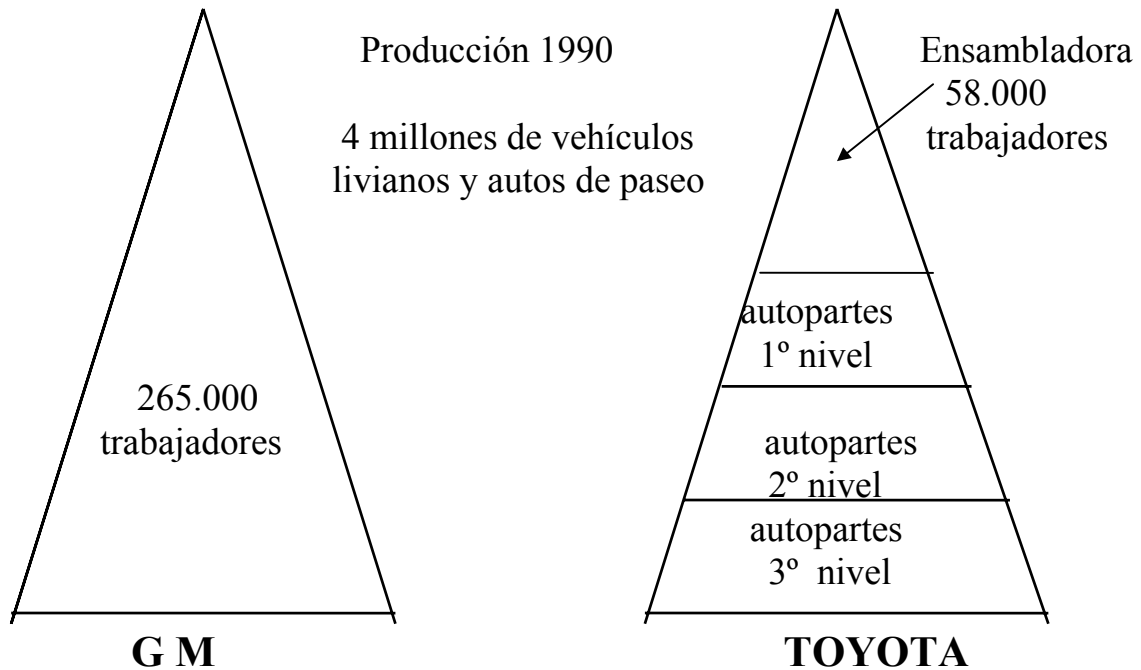 Producción 1990
4 millones de vehículos
livianos y autos de paseo
Ensambladora
58.000
trabajadores
265.000
trabajadores
autopartes
1º nivel
autopartes
2º nivel
autopartes
3º nivel
G M
TOYOTA